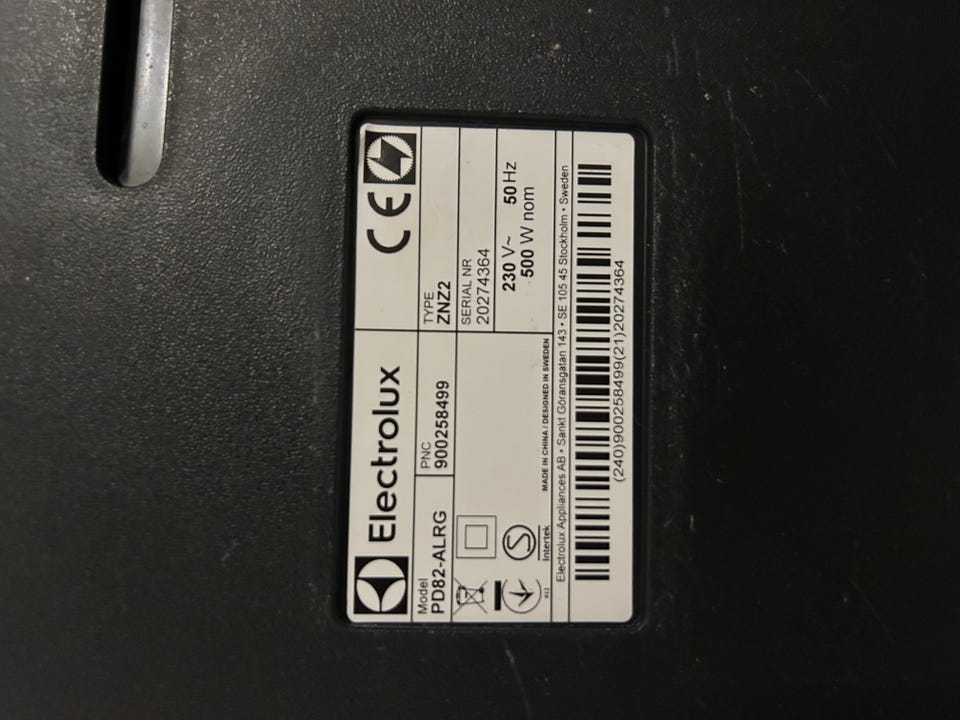 Electrolux
CE
Model
PD82-ALRG
PNC
900258499
TYPE
ZNZ2
SERIAL NR
20274364
230 V~ 50 Hz
500 W nom
S
Intertek
MADE IN CHINA / DESIGNED IN SWEDEN
Electrolux Appliances AB • Sankt Göransgatan 143 • SE 105 45 Stockholm • Sweden
(240)900258499(21)20274364